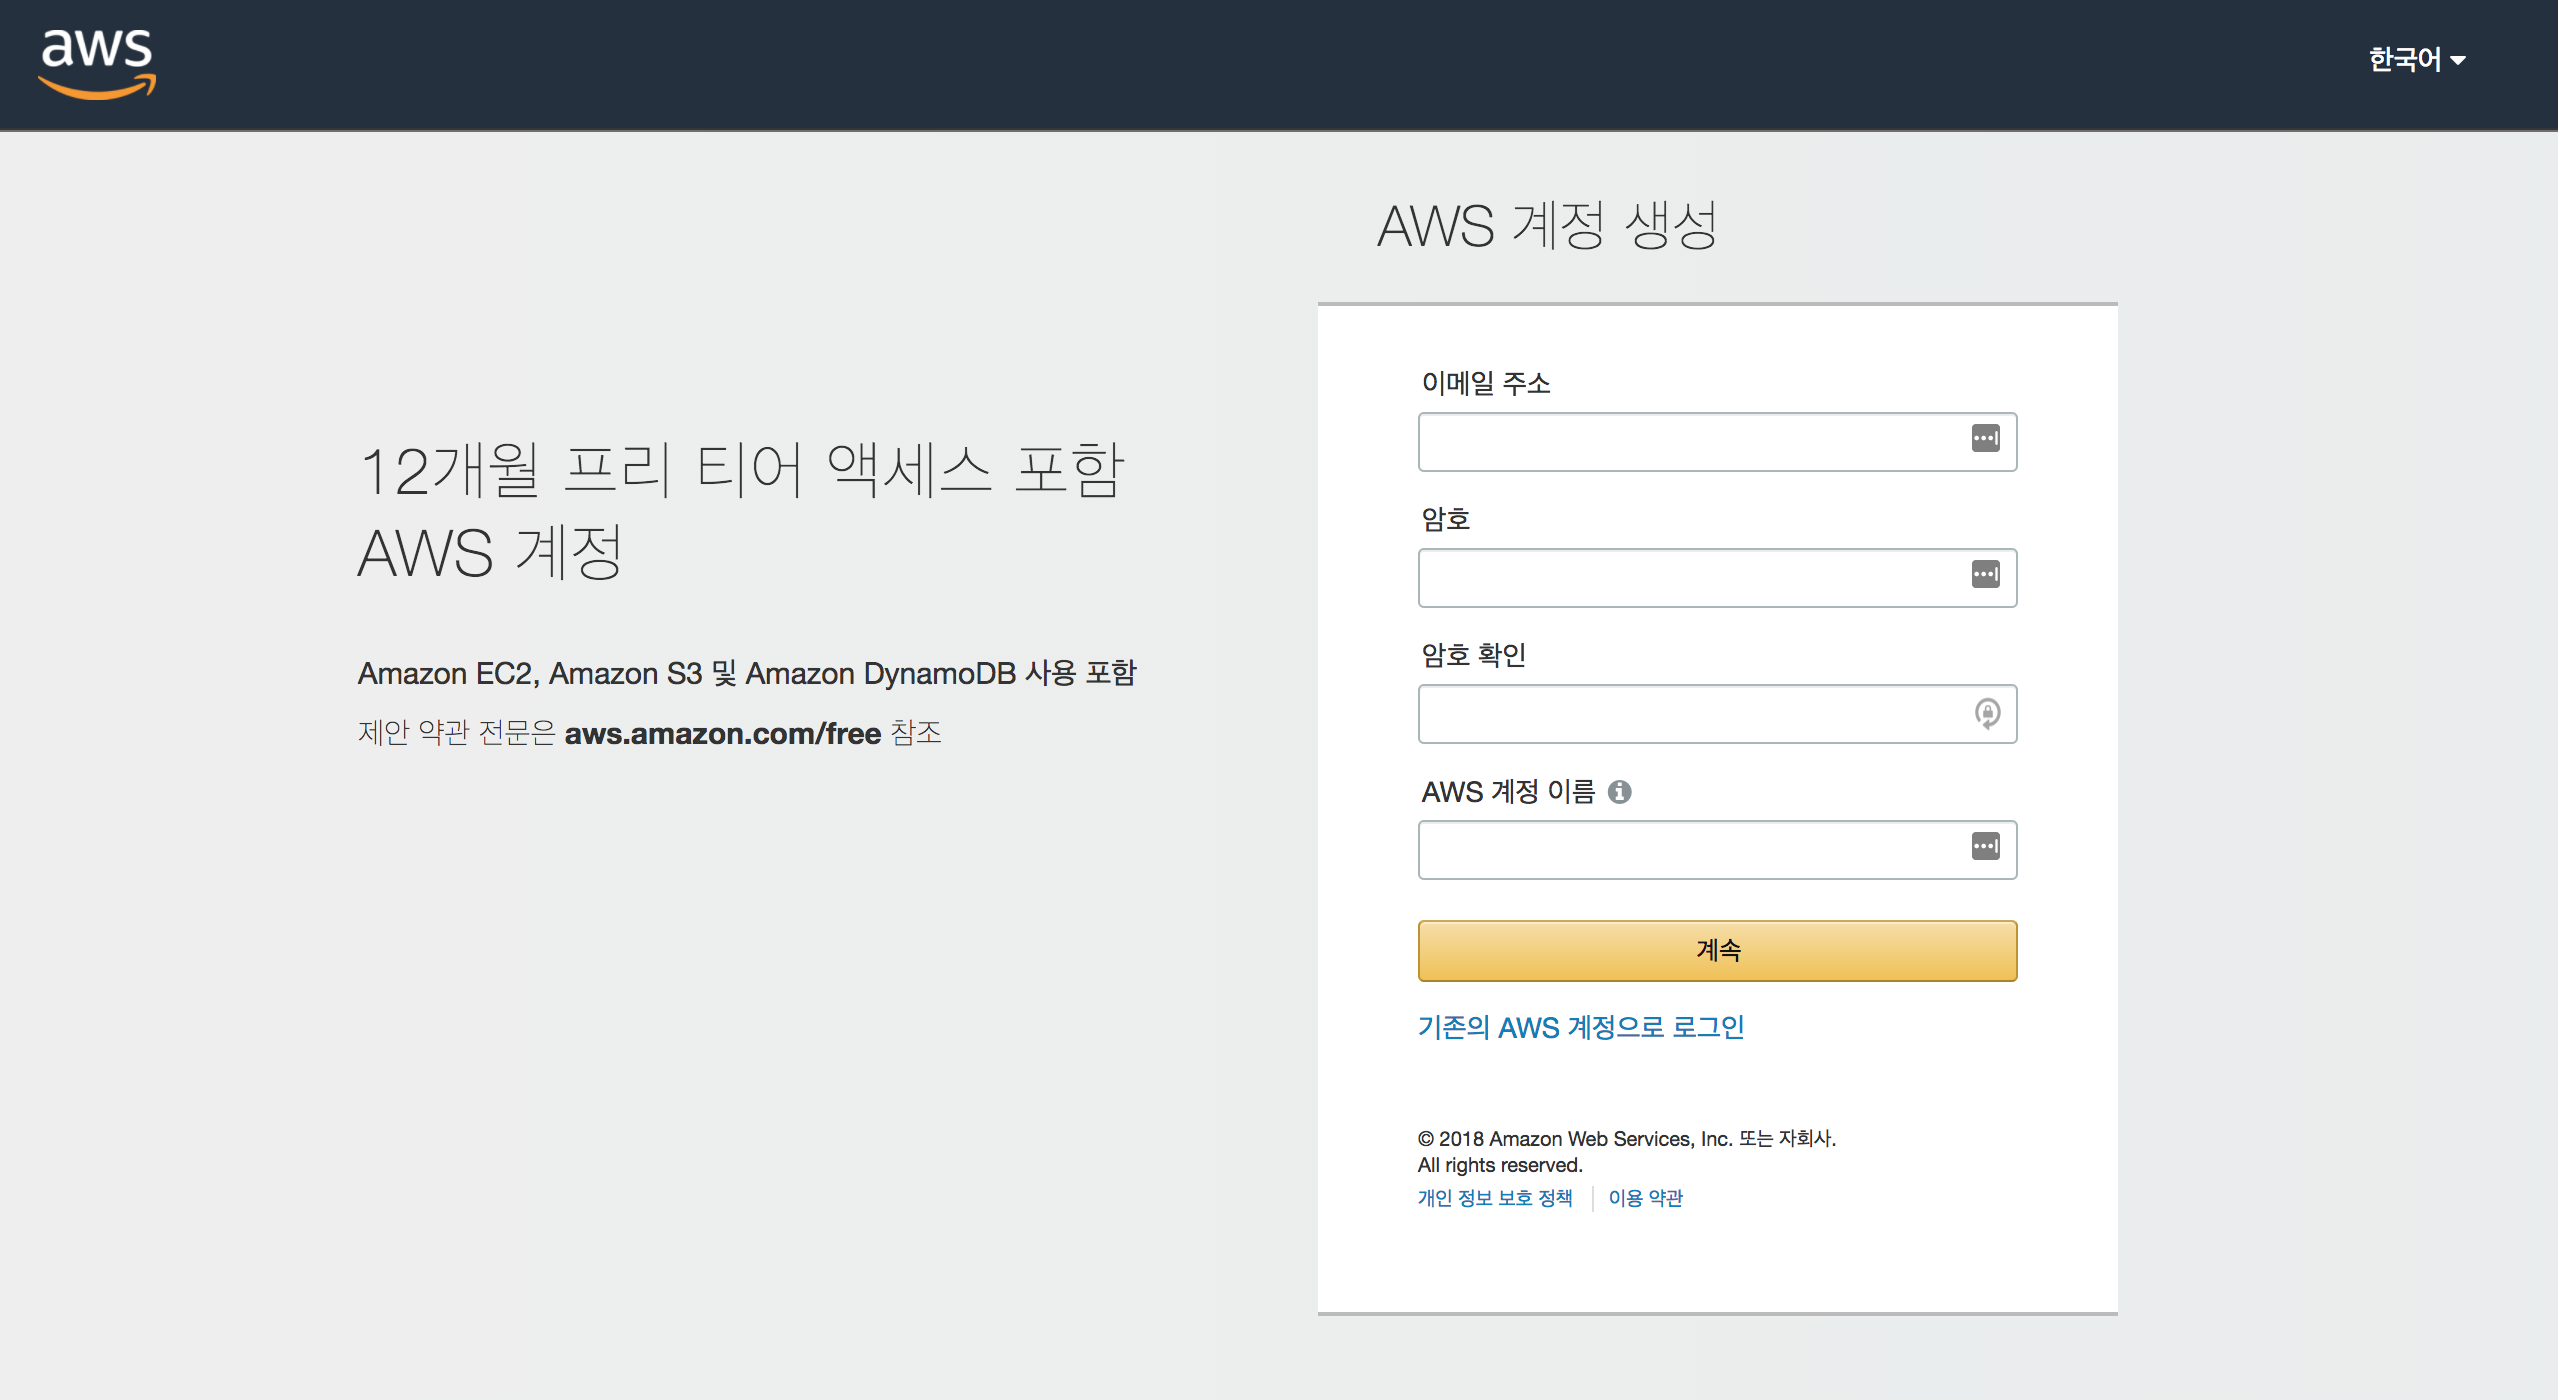 aws
한국어
AWS 계정 생성
12개월 프리 티어 액세스 포함
AWS 계정
Amazon EC2, Amazon S3 및 Amazon DynamoDB 사용 포함
제안 약관 전문은 aws.amazon.com/free 참조
이메일 주소
암호
암호 확인
AWS 계정 이름
계속
기존의 AWS 계정으로 로그인
© 2018 Amazon Web Services, Inc. 또는 자회사.
All rights reserved.
개인 정보 보호 정책 이용 약관